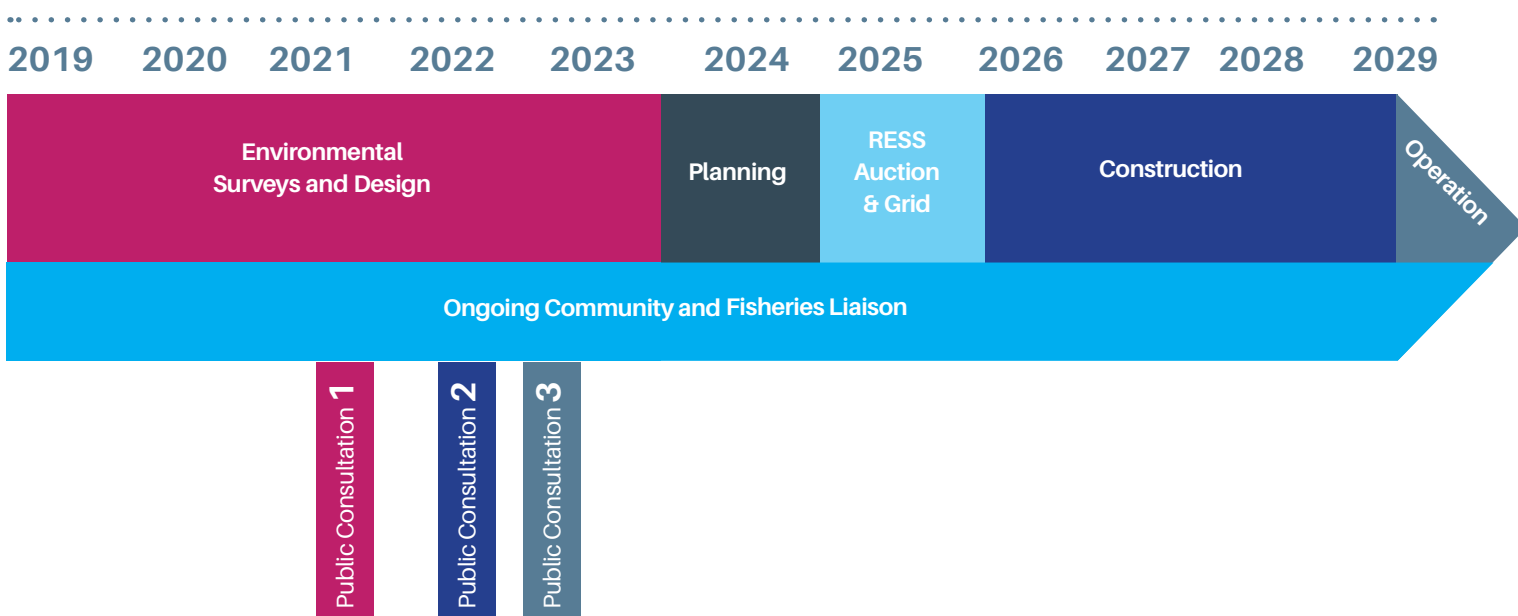 2019 2020 2021 2022 2023 2024 2025 2026 2027 2028 2029
Environmental
Surveys and Design
Planning
RESS
Auction
& Grid
Construction
Operation
Ongoing Community and Fisheries Liaison
Public Consultation 1
Public Consultation 2
Public Consultation 3